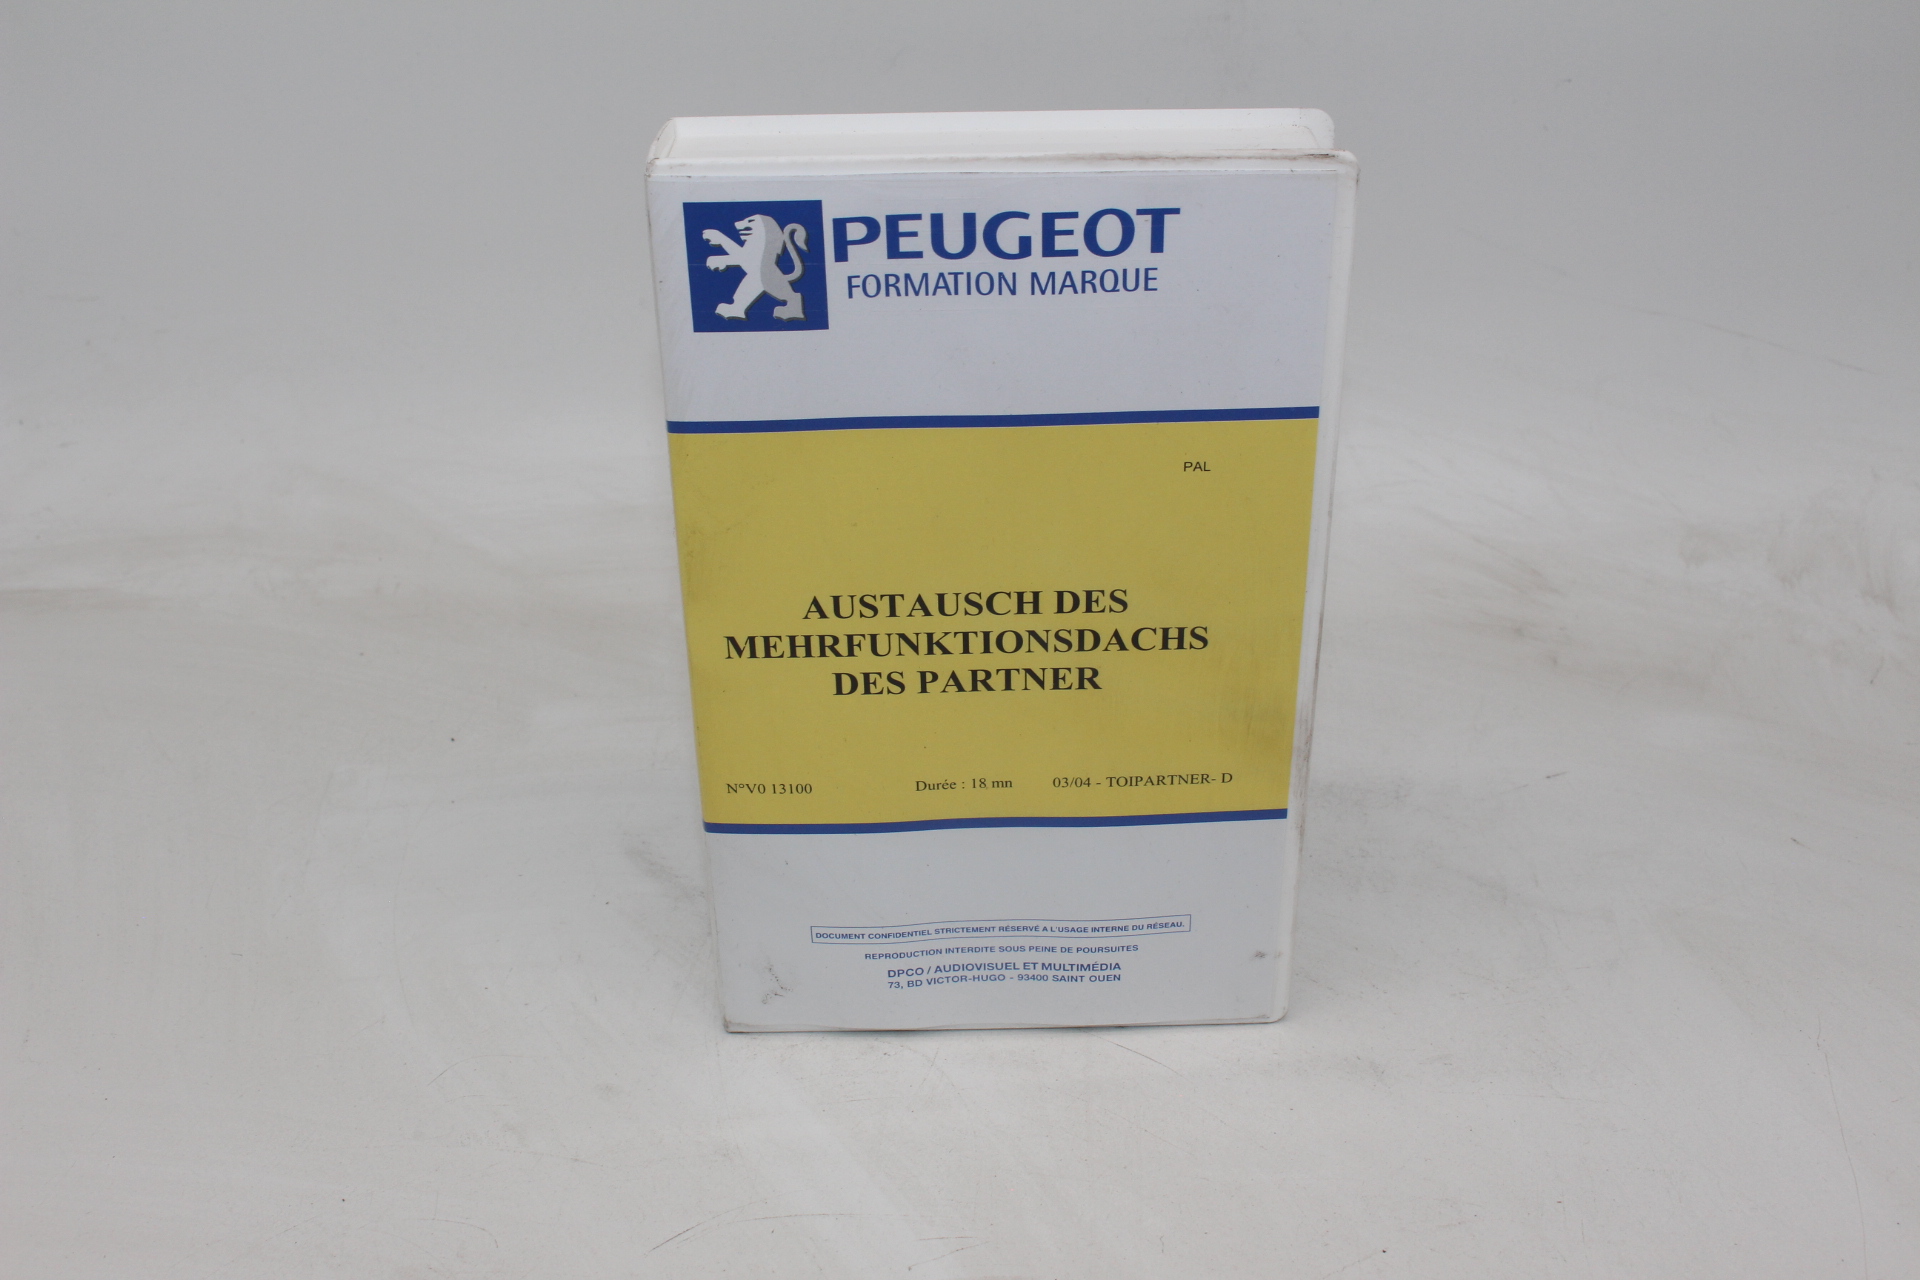 PEUGEOT
FORMATION MARQUE
PAL
AUSTAUSCH DES
MEHRFUNKTIONSDACHS
DES PARTNER
N°V0 13100 Durée : 18 mn 03/04 - TOIPARTNER- D
DOCUMENT CONFIDENTIEL STRICTEMENT RÉSERVÉ A L'USAGE INTERNE DU RÉSEAU.
REPRODUCTION INTERDITE SOUS PEINE DE POURSUITES
DPCO / AUDIOVISUEL ET MULTIMÉDIA
73, BD VICTOR-HUGO - 93400 SAINT OUEN